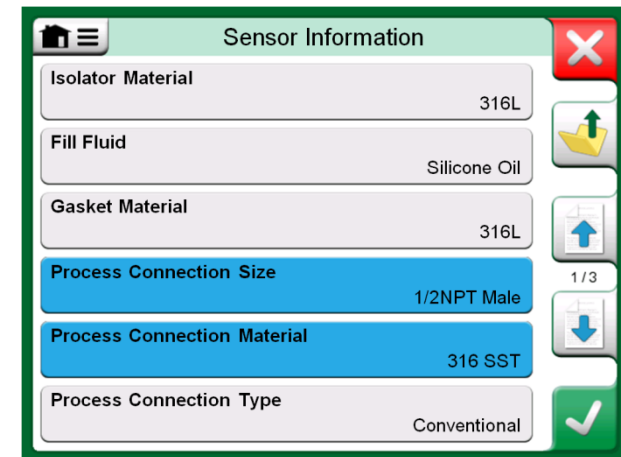 Sensor Information
Isolator Material
316L
Fill Fluid
Silicone Oil
Gasket Material
316L
Process Connection Size
1/2NPT Male
1/3
Process Connection Material
316 SST
Process Connection Type
Conventional